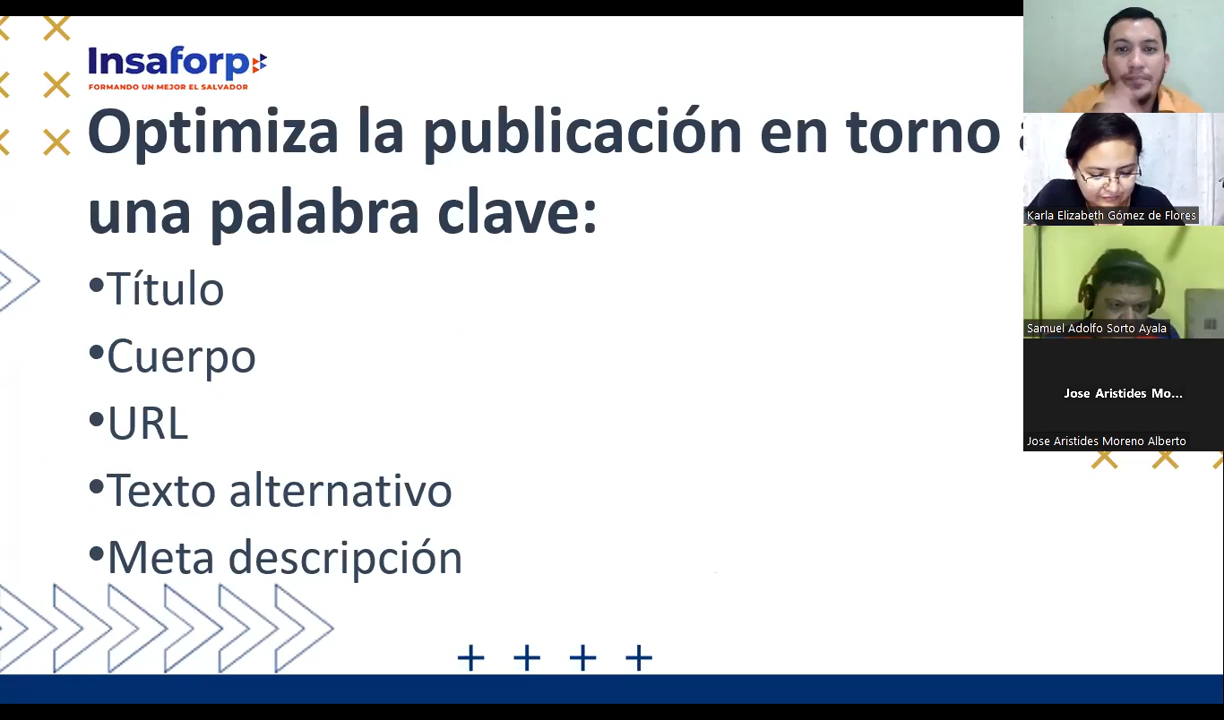 Insaforp
FORMANDO UN MEJOR EL SALVADOR
Optimiza la publicación en torno
una palabra clave:
•Título
•Cuerpo
•URL
•Texto alternativo
•Meta descripción
Karla Elizabeth Gómez de Flores
Samuel Adolfo Sorto Ayala
Jose Aristides Mo...
Jose Aristides Moreno Alberto